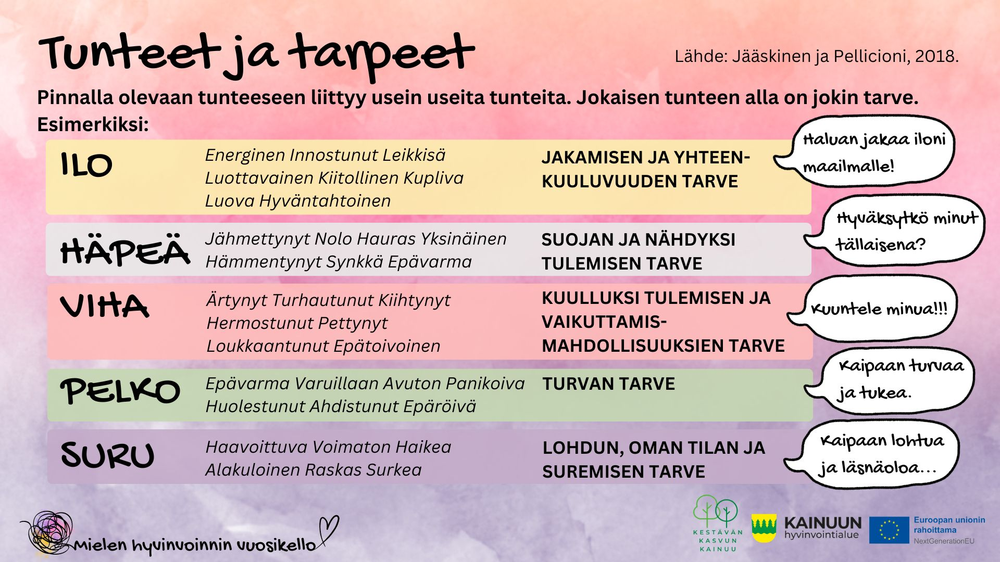 Tunteet ja tarpeet
Lähde: Jääskinen ja Pellicioni, 2018.
Pinnalla olevaan tunteeseen liittyy usein useita tunteita. Jokaisen tunteen alla on jokin tarve.
Esimerkiksi:
ILO
Energinen Innostunut Leikkisä
Luottavainen Kiitollinen Kupliva
Luova Hyväntahtoinen
JAKAMISEN JA YHTEEN-
KUULUVUUDEN TARVE
Haluan jakaa iloni
maailmalle!
HÄPEÄ
Jähmettynyt Nolo Hauras Yksinäinen
Hämmentynyt Synkkä Epävarma
SUOJAN JA NÄHDYKSI
TULEMISEN TARVE
Hyväksytkö minut
tällaisena?
VIHA
Ärtynyt Turhautunut Kiihtynyt
Hermostunut Pettynyt
Loukkaantunut Epätoivoinen
KUULLUKSI TULEMISEN JA
VAIKUTTAMIS-
MAHDOLLISUUKSIEN TARVE
Kuuntele minua!!!
PELKO
Epävarma Varuillaan Avuton Panikoiva
Huolestunut Ahdistunut Epäröivä
TURVAN TARVE
Kaipaan turvaa
ja tukea.
SURU
Haavoittuva Voimaton Haikea
Alakuloinen Raskas Surkea
LOHDUN, OMAN TILAN JA
SUREMISEN TARVE
Kaipaan lohtua
ja läsnäoloa...
Mielen hyvinvoinnin vuosikello
KESTÄVÄN
KASVUN
KAINUU
KAINUUN
hyvinvointialue
Euroopan unionin
rahoittama
NextGenerationEU